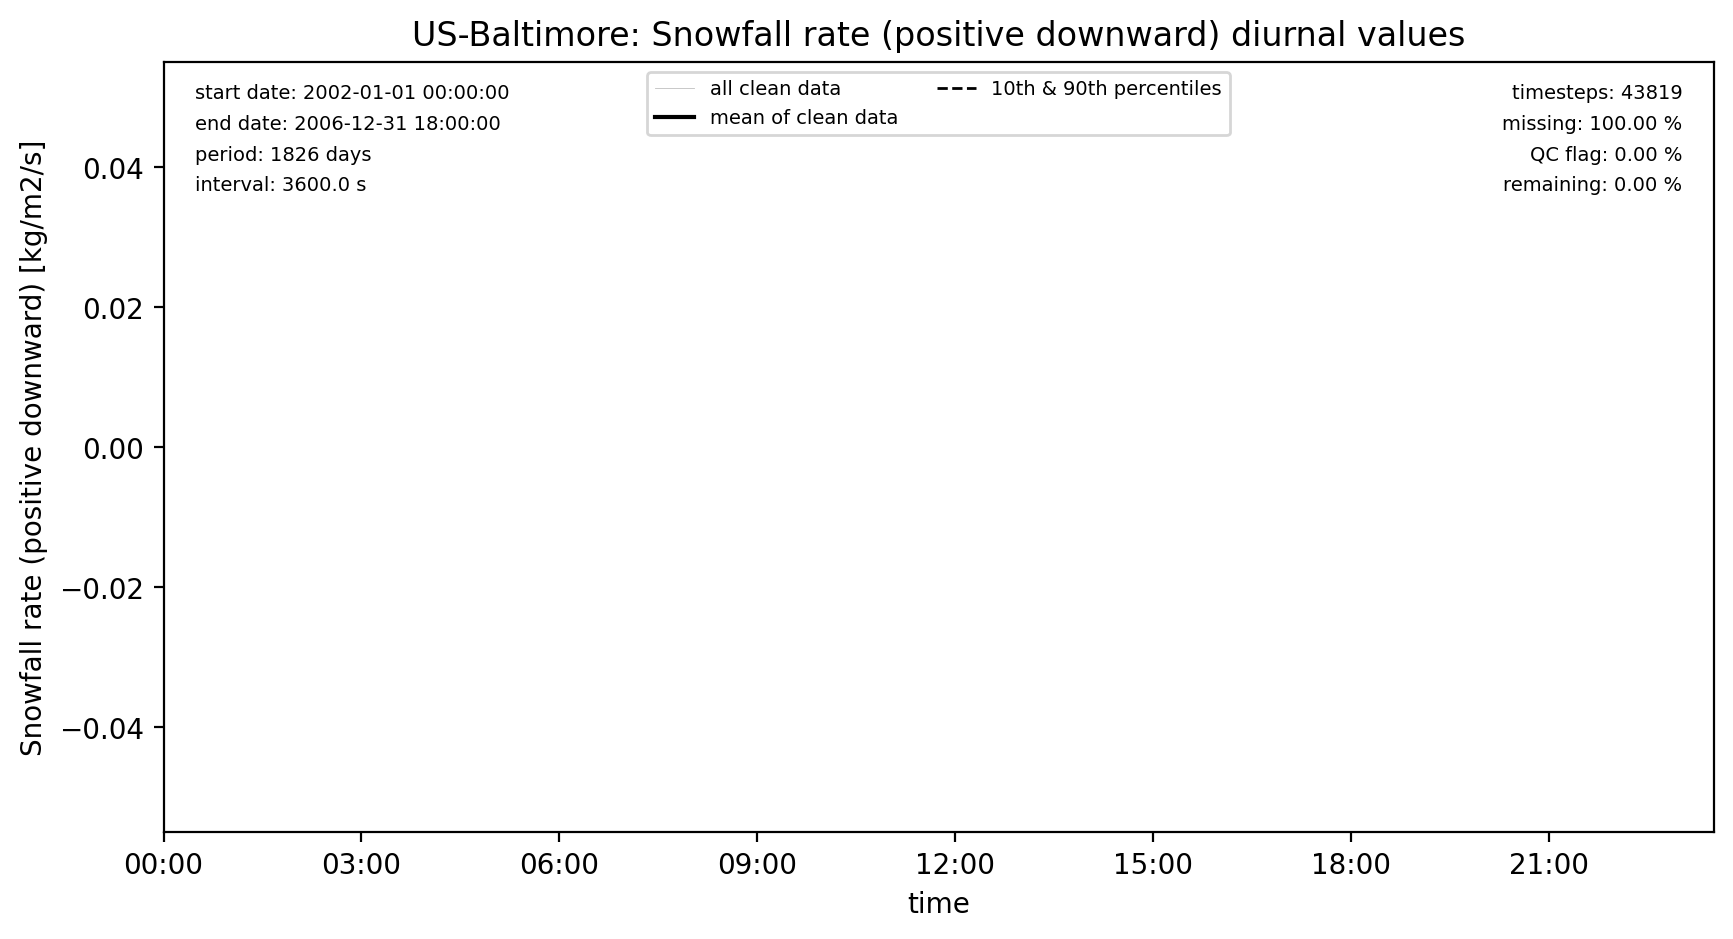 US-Baltimore: Snowfall rate (positive downward) diurnal values
start date: 2002-01-01 00:00:00
end date: 2006-12-31 18:00:00
period: 1826 days
interval: 3600.0 s
all clean data
mean of clean data
10th & 90th percentiles
timesteps: 43819
missing: 100.00 %
QC flag: 0.00 %
remaining: 0.00 %
Snowfall rate (positive downward) [kg/m2/s]
0.04
0.02
0.00
−0.02
−0.04
00:00 03:00 06:00 09:00 12:00 15:00 18:00 21:00
time